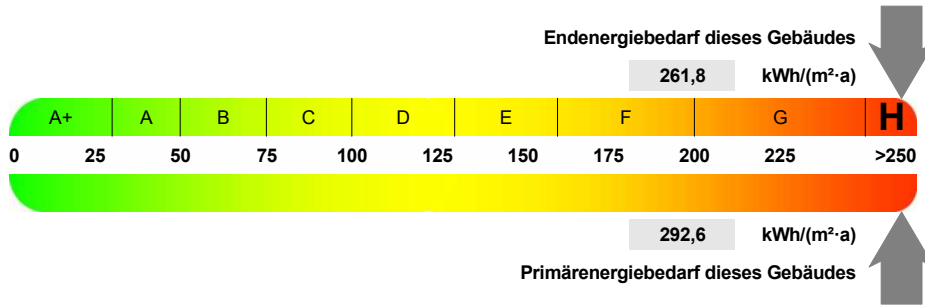 Endenergiebedarf dieses Gebäudes
261,8 kWh/(m²·a)
A+ A B C D E F G H
0 25 50 75 100 125 150 175 200 225 >250
292,6 kWh/(m²·a)
Primärenergiebedarf dieses Gebäudes